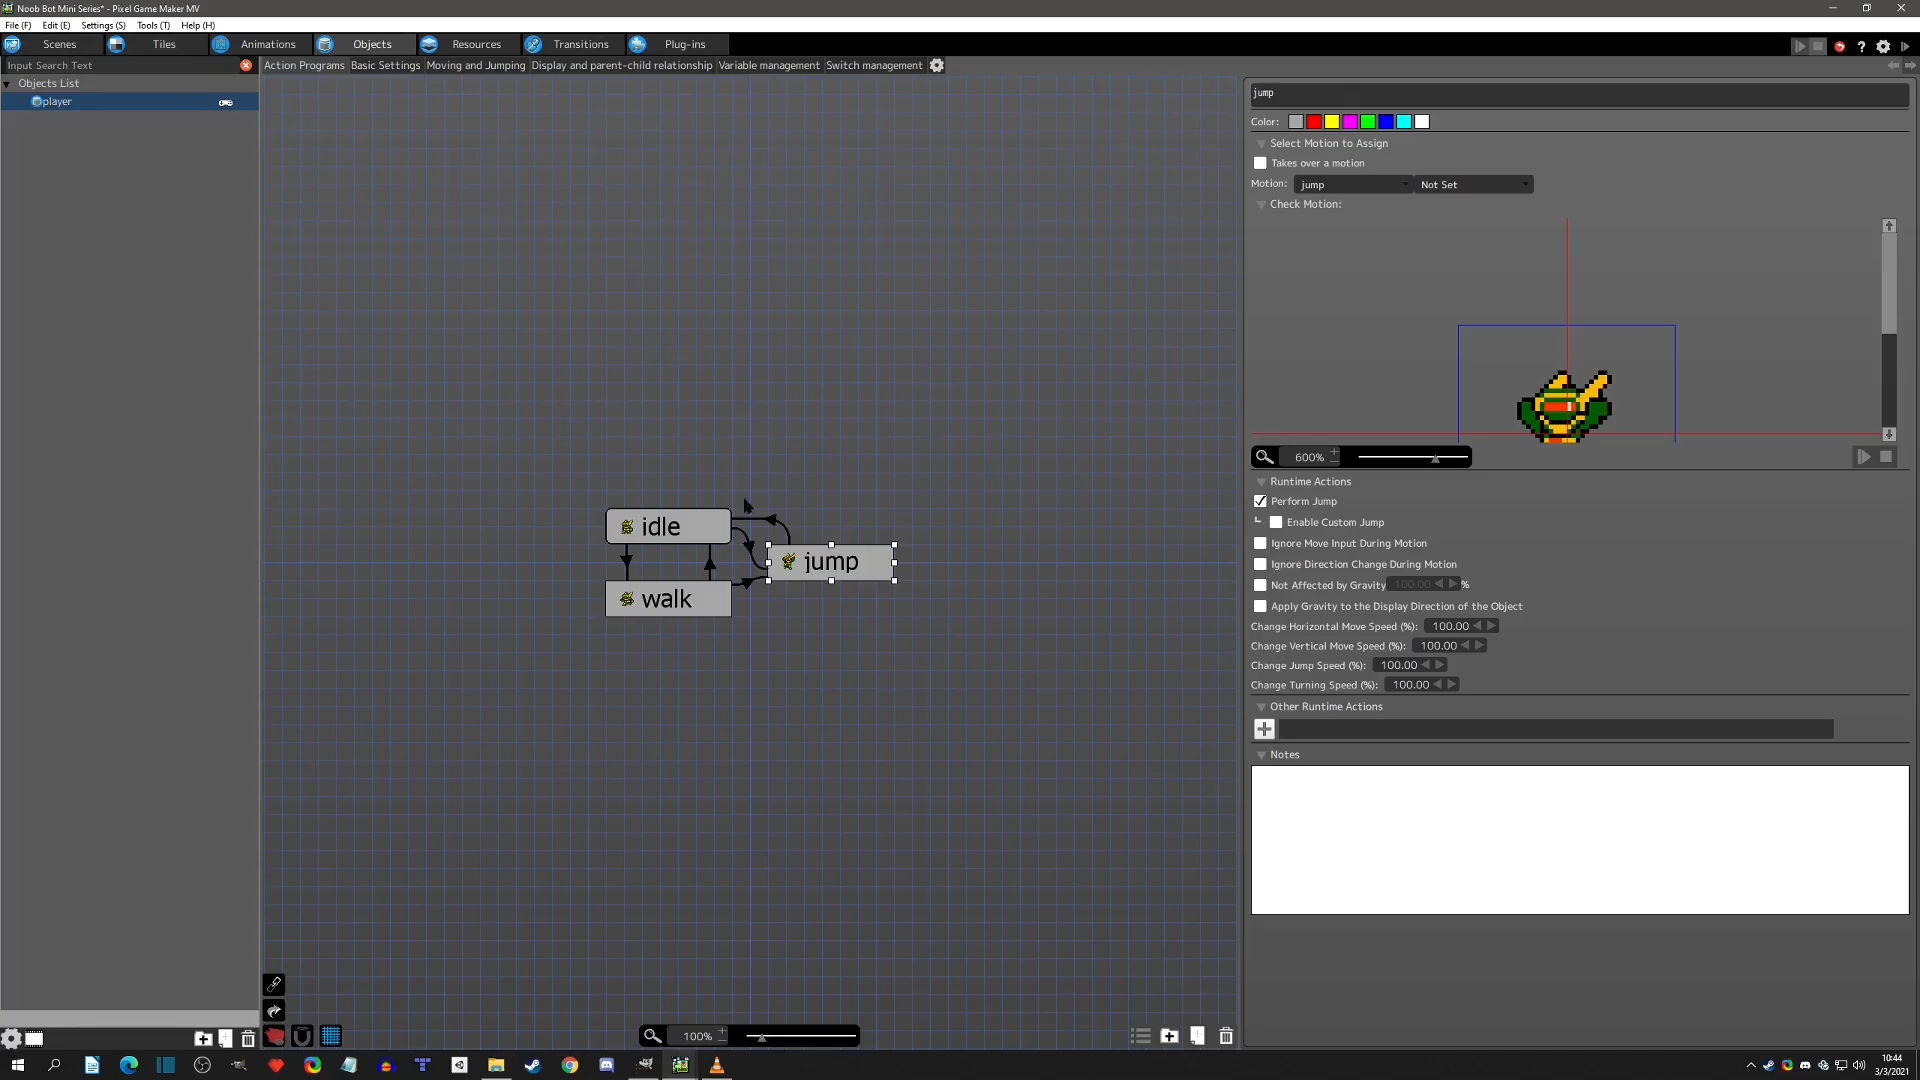 Noob Bot Mini Series* - Pixel Game Maker MV
File (F) Edit (E) Settings (S) Tools (T) Help (H)
Scenes Tiles Animations Objects Resources Transitions Plug-ins
Input Search Text
Action Programs Basic Settings Moving and Jumping Display and parent-child relationship Variable management Switch management
Objects List
player
idle
jump
walk
100%
jump
Color:
Select Motion to Assign
Takes over a motion
Motion: jump Not Set
Check Motion:
600%
Runtime Actions
Perform Jump
Enable Custom Jump
Ignore Move Input During Motion
Ignore Direction Change During Motion
Not Affected by Gravity 100.00 %
Apply Gravity to the Display Direction of the Object
Change Horizontal Move Speed (%): 100.00
Change Vertical Move Speed (%): 100.00
Change Jump Speed (%): 100.00
Change Turning Speed (%): 100.00
Other Runtime Actions
Notes
10:44
3/3/2021